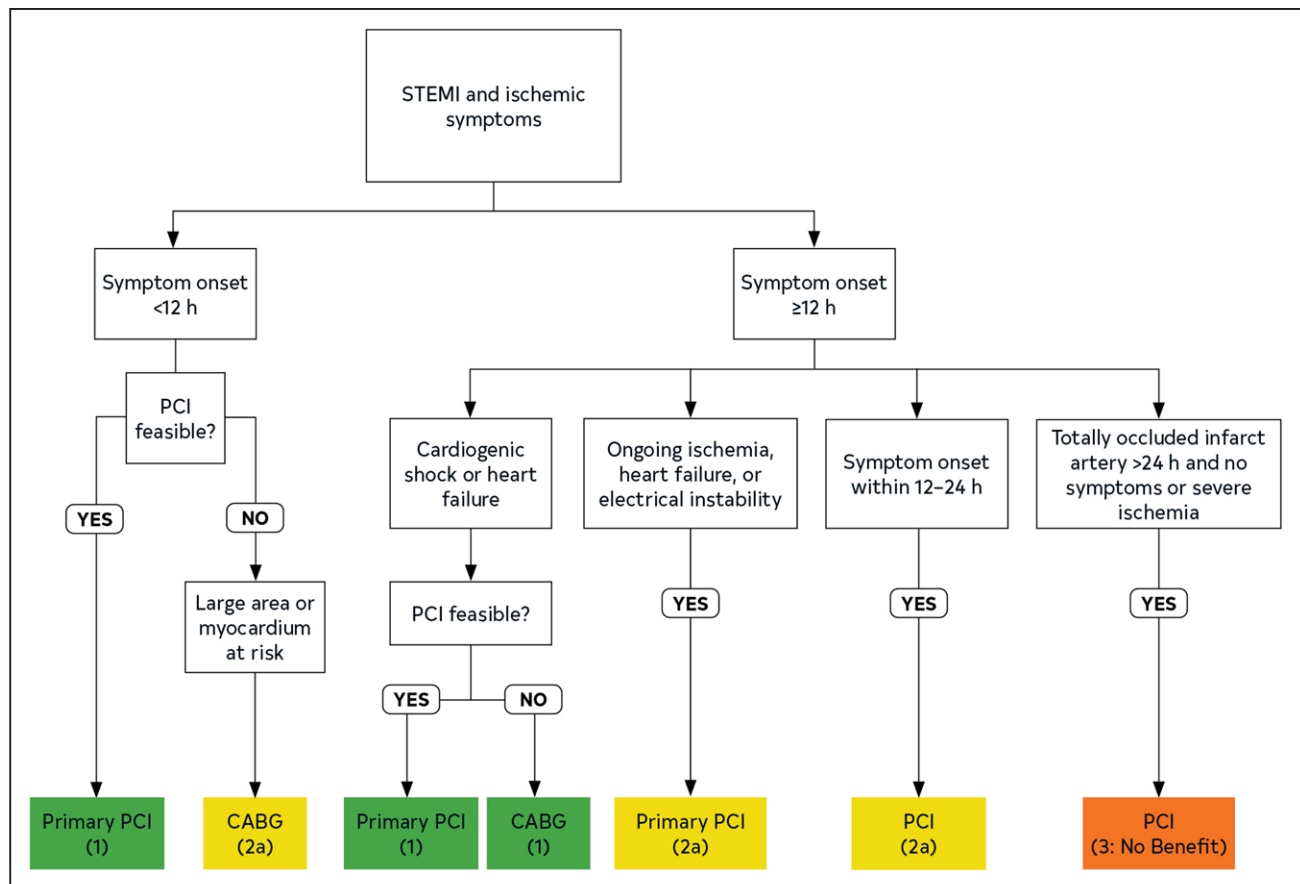 STEMI and ischemic
symptoms
Symptom onset
<12 h
Symptom onset
≥12 h
PCI
feasible?
Cardiogenic
shock or heart
failure
Ongoing ischemia,
heart failure, or
electrical instability
Symptom onset
within 12–24 h
Totally occluded infarct
artery >24 h and no
symptoms or severe
ischemia
YES
NO
Large area or
myocardium
at risk
PCI feasible?
YES
YES
YES
YES
NO
Primary PCI
(1)
CABG
(2a)
Primary PCI
(1)
CABG
(1)
Primary PCI
(2a)
PCI
(2a)
PCI
(3: No Benefit)